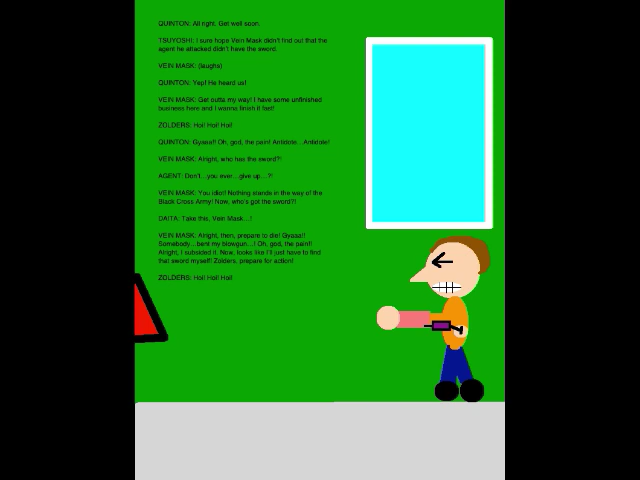 QUINTON: All right. Get well soon.
TSUYOSHI: I sure hope Vein Mask didn't find out that the
agent he attacked didn't have the sword.
VEIN MASK: (laughs)
QUINTON: Yep! He heard us!
VEIN MASK: Get outta my way! I have some unfinished
business here and I wanna finish it fast!
ZOLDERS: Hoi! Hoi! Hoi!
QUINTON: Gyaaa!! Oh, god, the pain! Antidote...Antidote!
VEIN MASK: Alright, who has the sword?!
AGENT: Don't...you ever...give up...?!
VEIN MASK: You idiot! Nothing stands in the way of the
Black Cross Army! Now, who's got the sword?!
DAITA: Take this, Vein Mask...!
VEIN MASK: Alright, then, prepare to die! Gyaaa!!
Somebody...bent my blowgun...! Oh, god, the pain!!
Alright, I subsided it. Now, looks like I'll just have to find
that sword myself! Zolders, prepare for action!
ZOLDERS: Hoi! Hoi! Hoi!